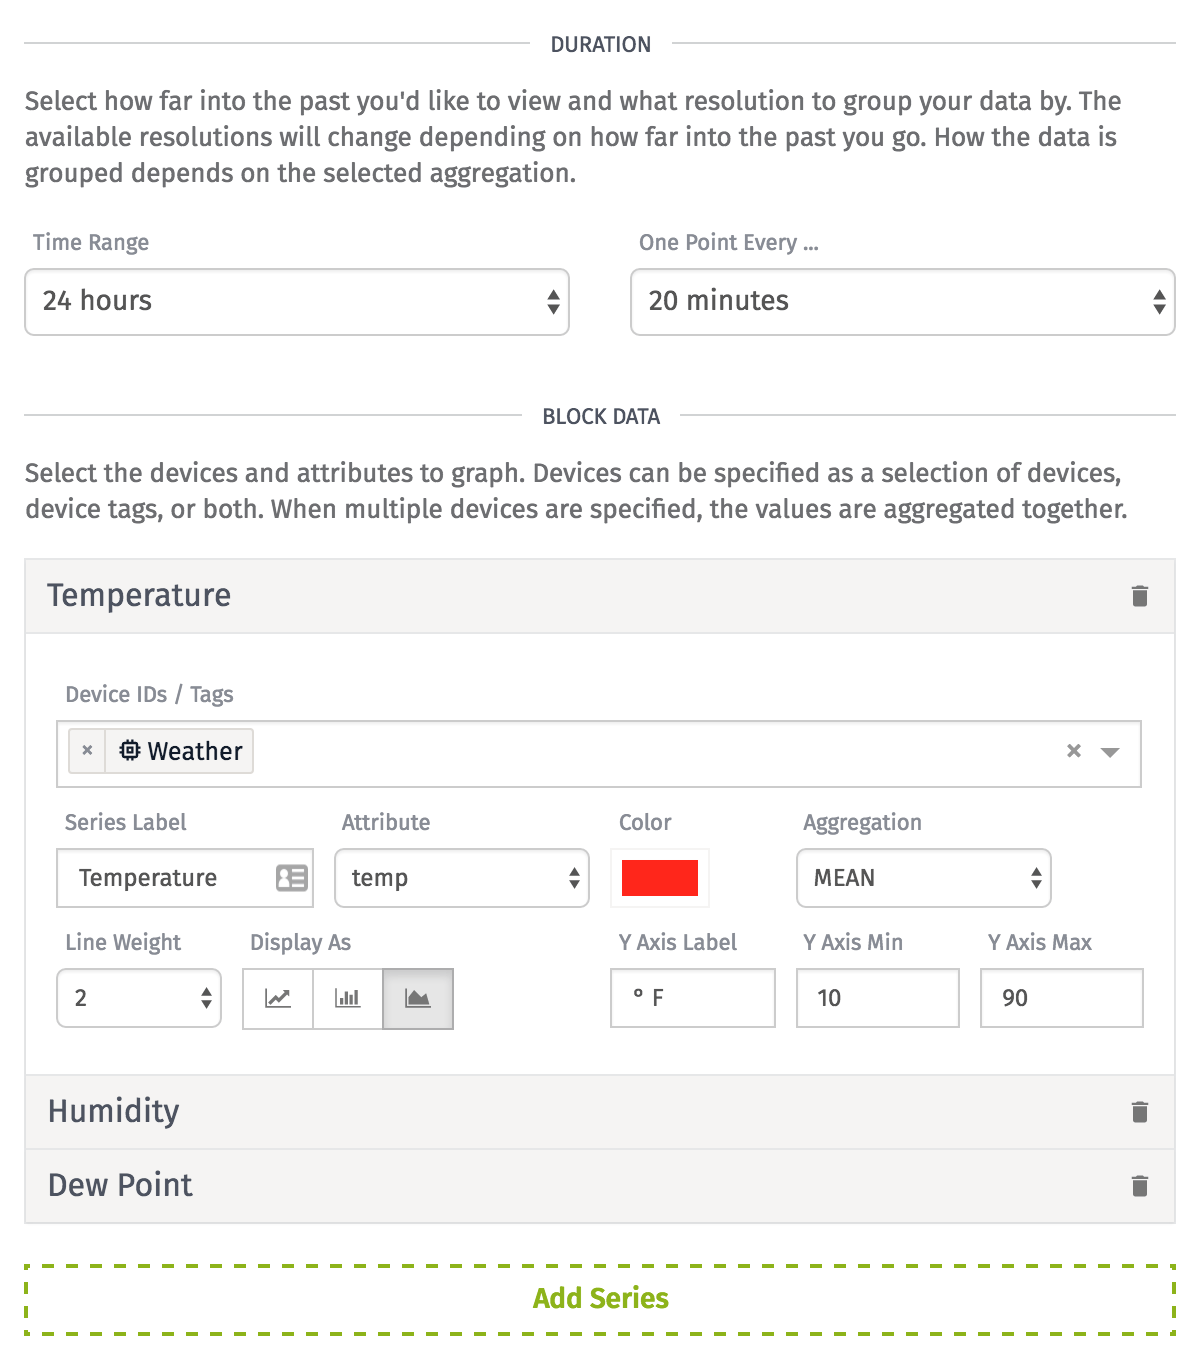 DURATION
Select how far into the past you'd like to view and what resolution to group your data by. The
available resolutions will change depending on how far into the past you go. How the data is
grouped depends on the selected aggregation.
Time Range
One Point Every ...
24 hours
20 minutes
BLOCK DATA
Select the devices and attributes to graph. Devices can be specified as a selection of devices,
device tags, or both. When multiple devices are specified, the values are aggregated together.
Temperature
Device IDs / Tags
× Weather ×
Series Label
Attribute
Color
Aggregation
Temperature
temp
MEAN
Line Weight
Display As
Y Axis Label
Y Axis Min
Y Axis Max
2
° F
10
90
Humidity
Dew Point
Add Series